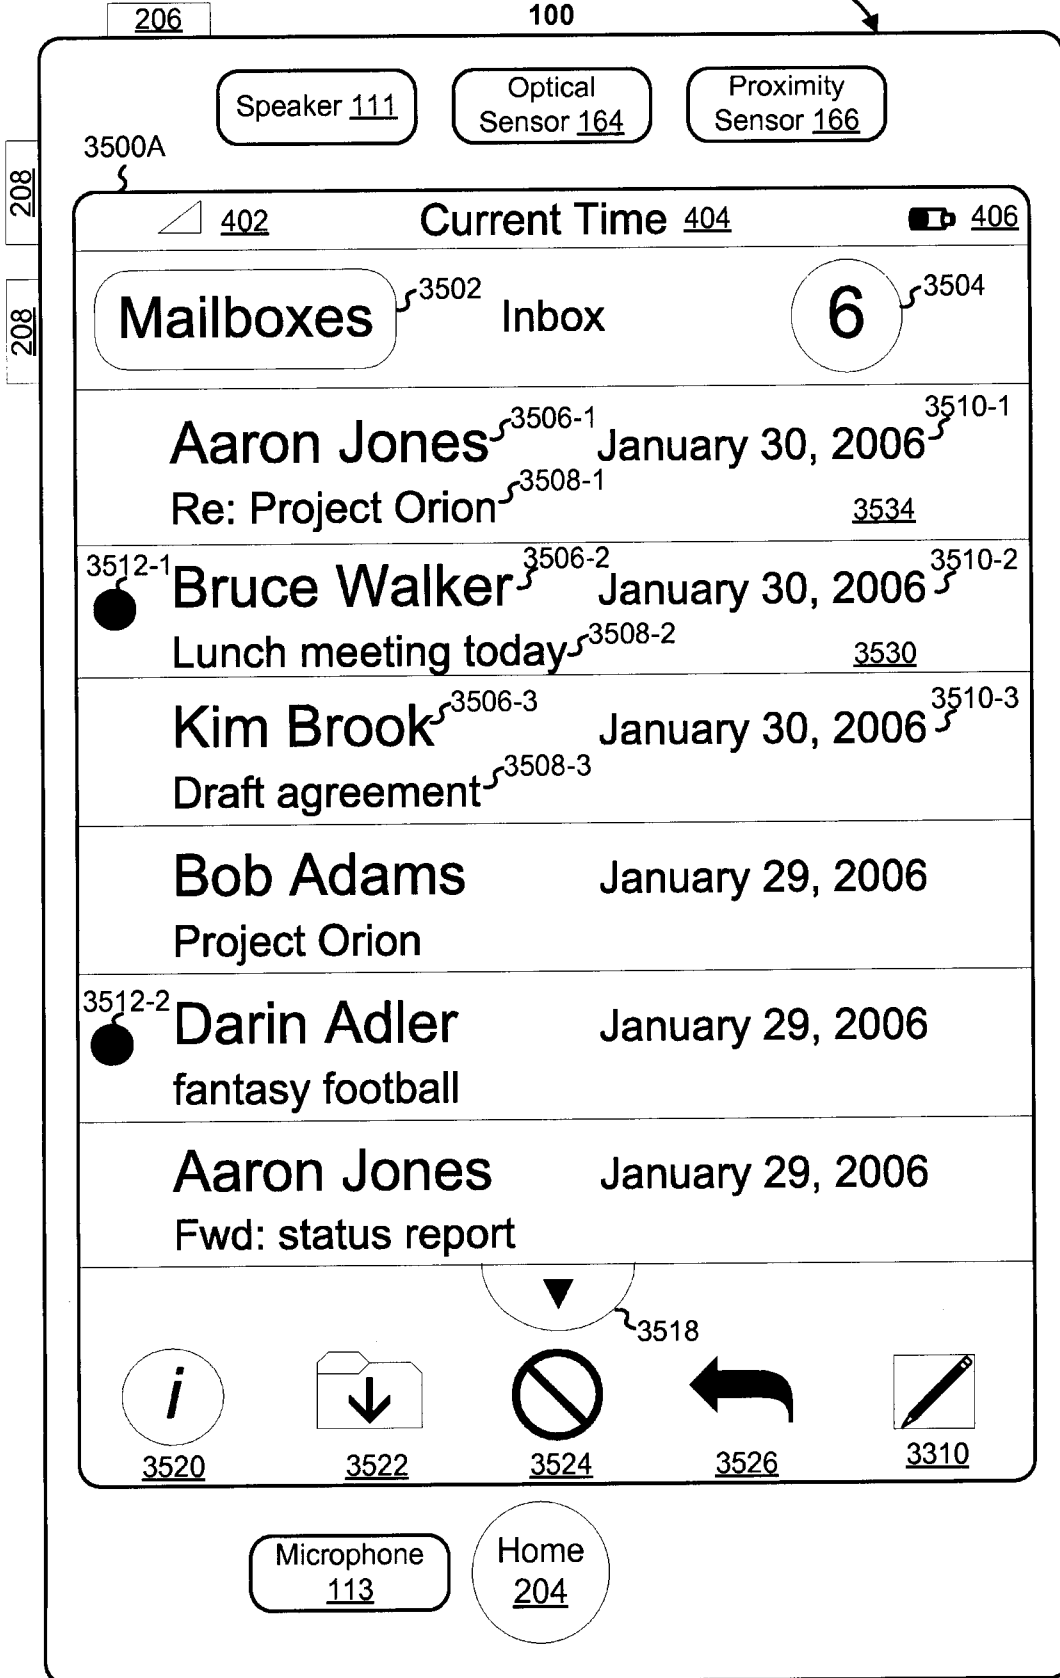 206
100
Speaker 111
Optical
Sensor 164
Proximity
Sensor 166
3500A
208
208
402
Current Time 404
406
Mailboxes
3502
Inbox
6
3504
Aaron Jones
3506-1
January 30, 2006
3510-1
Re: Project Orion
3508-1
3534
3512-1
Bruce Walker
3506-2
January 30, 2006
3510-2
Lunch meeting today
3508-2
3530
Kim Brook
3506-3
January 30, 2006
3510-3
Draft agreement
3508-3
Bob Adams
January 29, 2006
Project Orion
3512-2
Darin Adler
January 29, 2006
fantasy football
Aaron Jones
January 29, 2006
Fwd: status report
3518
i
3520
3522
3524
3526
3310
Microphone
113
Home
204